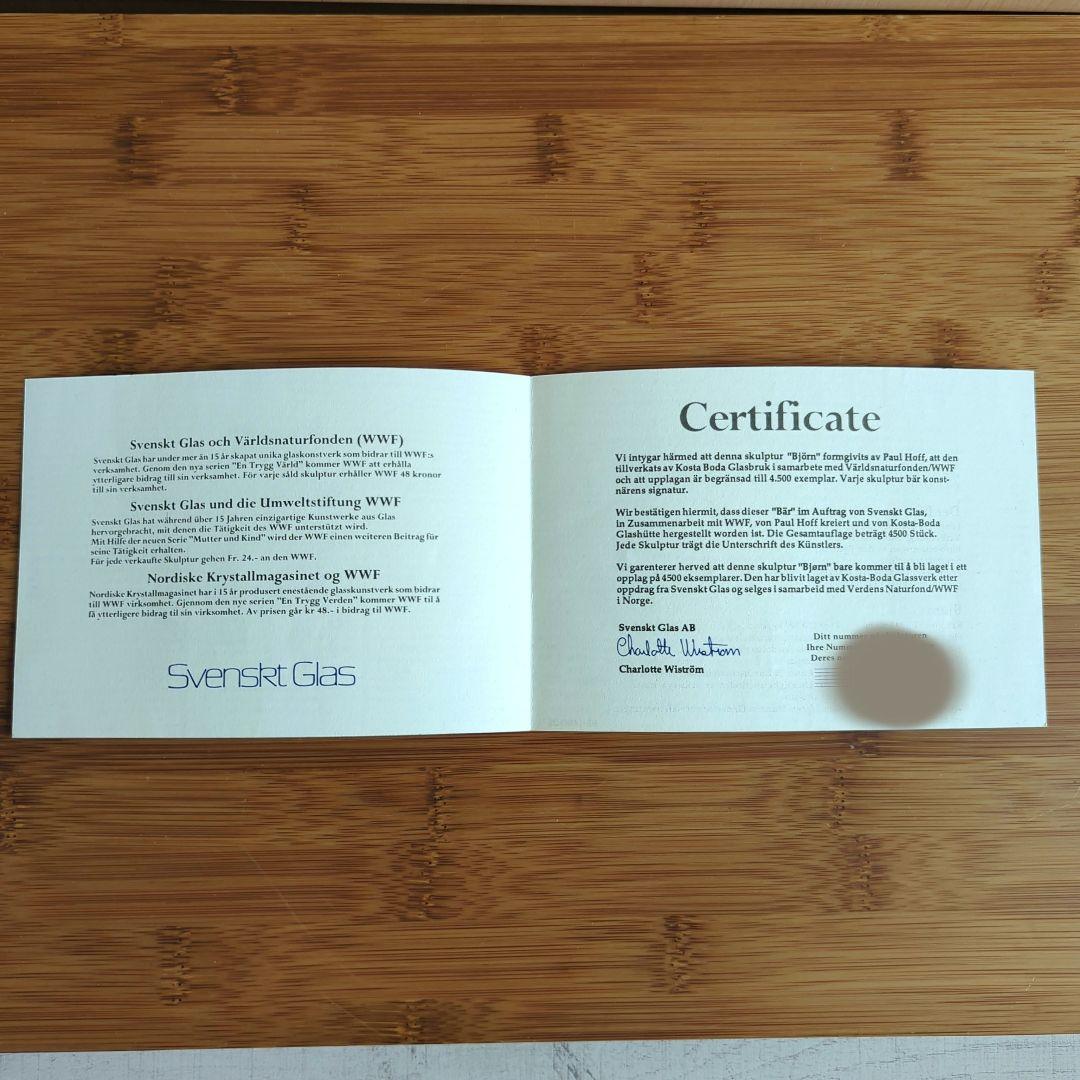 Svenskt Glas och Världsnaturfonden (WWF)
Svenskt Glas har under mer än 15 år skapat unika glaskonstverk som bidrar till WWF:s
verksamhet. Genom den nya serien "En Trygg Värld" kommer WWF att erhålla
ytterligare bidrag till sin verksamhet. För varje såld skulptur erhåller WWF 48 kronor
till sin verksamhet.
Svenskt Glas und die Umweltstiftung WWF
Svenskt Glas hat während über 15 Jahren einzigartige Kunstwerke aus Glas
hervorgebracht, mit denen die Tätigkeit des WWF unterstützt wird.
Mit Hilfe der neuen Serie "Mutter und Kind" wird der WWF einen weiteren Beitrag für
seine Tätigkeit erhalten.
Für jede verkaufte Skulptur gehen Fr. 24.- an den WWF.
Nordiske Krystallmagasinet og WWF
Nordiske Krystallmagasinet har i 15 år produsert enestående glasskunstverk som bidrar
till WWF virksomhet. Gjennom den nye serien "En Trygg Verden" kommer WWF til å
få ytterligere bidrag til sin virksomhet. Av prisen går kr 48.- i bidrag til WWF.
Svenskt Glas
Certificate
Vi intygar härmed att denna skulptur "Björn" formgivits av Paul Hoff, att den
tillverkats av Kosta Boda Glasbruk i samarbete med Världsnaturfonden/WWF
och att upplagan är begränsad till 4.500 exemplar. Varje skulptur bär konst-
närens signatur.
Wir bestätigen hiermit, dass dieser "Bär" im Auftrag von Svenskt Glas,
in Zusammenarbeit mit WWF, von Paul Hoff kreiert und von Kosta-Boda
Glashütte hergestellt worden ist. Die Gesamtauflage beträgt 4500 Stück.
Jede Skulptur trägt die Unterschrift des Künstlers.
Vi garenterer herved att denne skulptur "Bjørn" bare kommer til å bli laget i ett
opplag på 4500 eksemplarer. Den har blivit laget av Kosta-Boda Glassverk etter
oppdrag fra Svenskt Glas og selges i samarbeid med Verdens Naturfond/WWF
i Norge.
Svenskt Glas AB
Charlotte Wiström
Charlotte Wiström
Ditt
Ihre
Deres